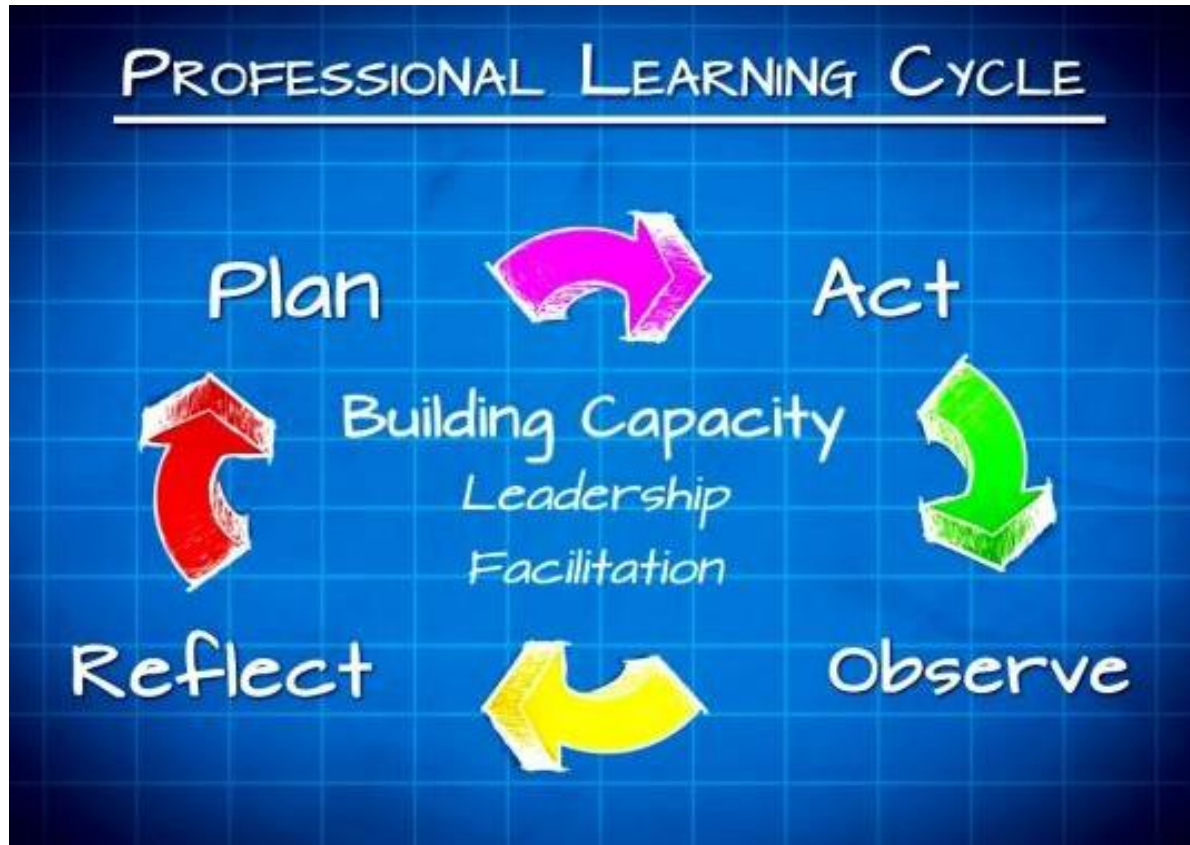 PROFESSIONAL LEARNING CYCLE
Plan
Act
Building Capacity
Leadership
Facilitation
Reflect
Observe